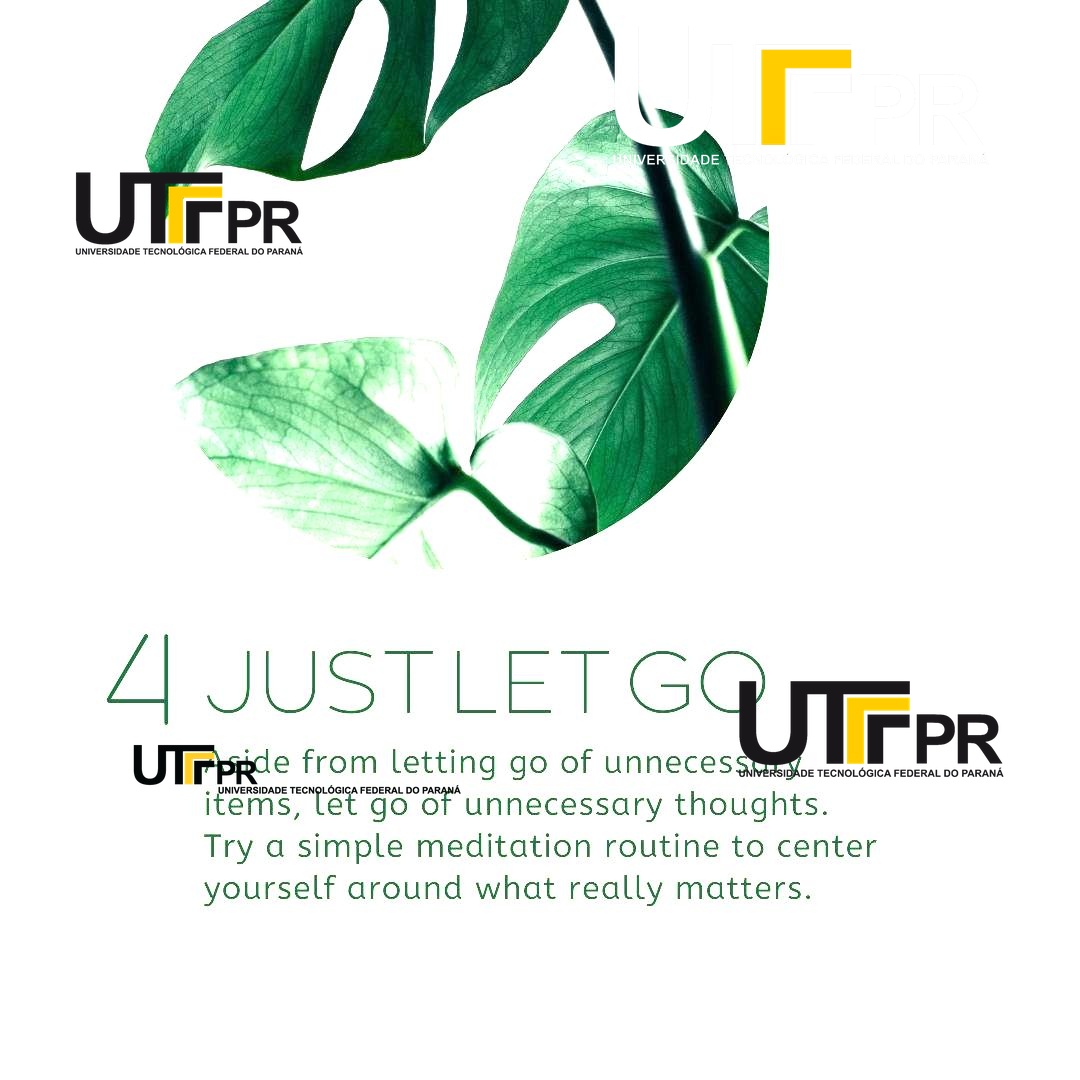 UTFPR
UNIVERSIDADE TECNOLÓGICA FEDERAL DO PARANÁ
UTFPR
UNIVERSIDADE TECNOLÓGICA FEDERAL DO PARANÁ
4 JUST LET GO
UTFPR
UNIVERSIDADE TECNOLÓGICA FEDERAL DO PARANÁ
Aside from letting go of unnecessary
UTFPR
UNIVERSIDADE TECNOLÓGICA FEDERAL DO PARANÁ
items, let go of unnecessary thoughts.
Try a simple meditation routine to center
yourself around what really matters.